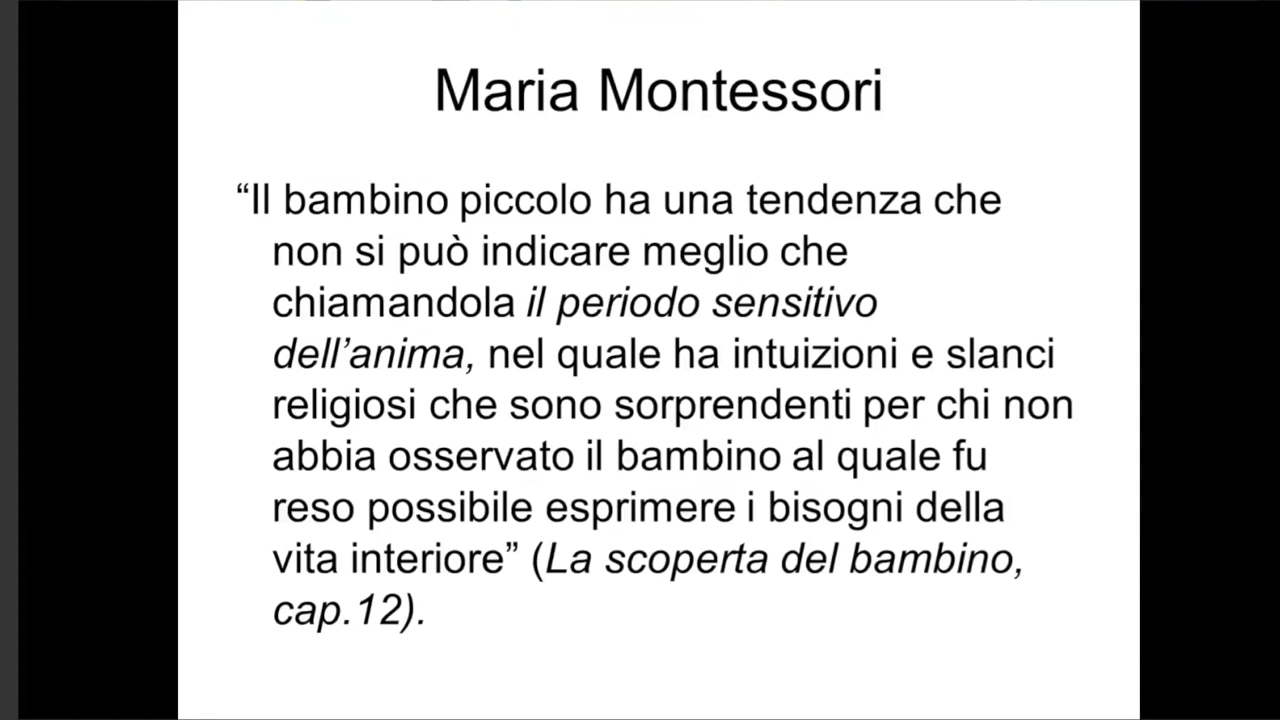 Maria Montessori
“Il bambino piccolo ha una tendenza che
non si può indicare meglio che
chiamandola il periodo sensitivo
dell’anima, nel quale ha intuizioni e slanci
religiosi che sono sorprendenti per chi non
abbia osservato il bambino al quale fu
reso possibile esprimere i bisogni della
vita interiore” (La scoperta del bambino,
cap.12).